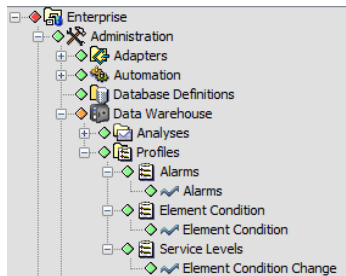 Enterprise
Administration
Adapters
Automation
Database Definitions
Data Warehouse
Analyses
Profiles
Alarms
Alarms
Element Condition
Element Condition
Service Levels
Element Condition Change